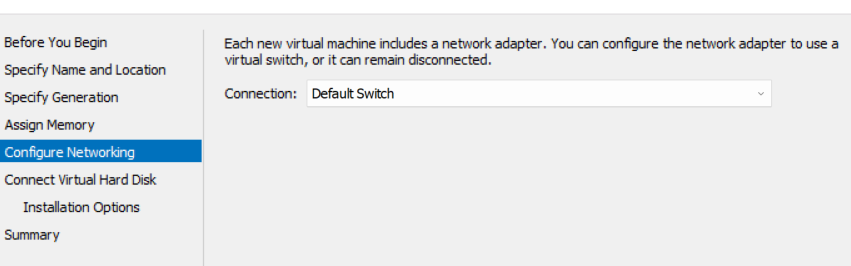 Before You Begin
Specify Name and Location
Specify Generation
Assign Memory
Configure Networking
Connect Virtual Hard Disk
Installation Options
Summary
Each new virtual machine includes a network adapter. You can configure the network adapter to use a
virtual switch, or it can remain disconnected.
Connection: Default Switch